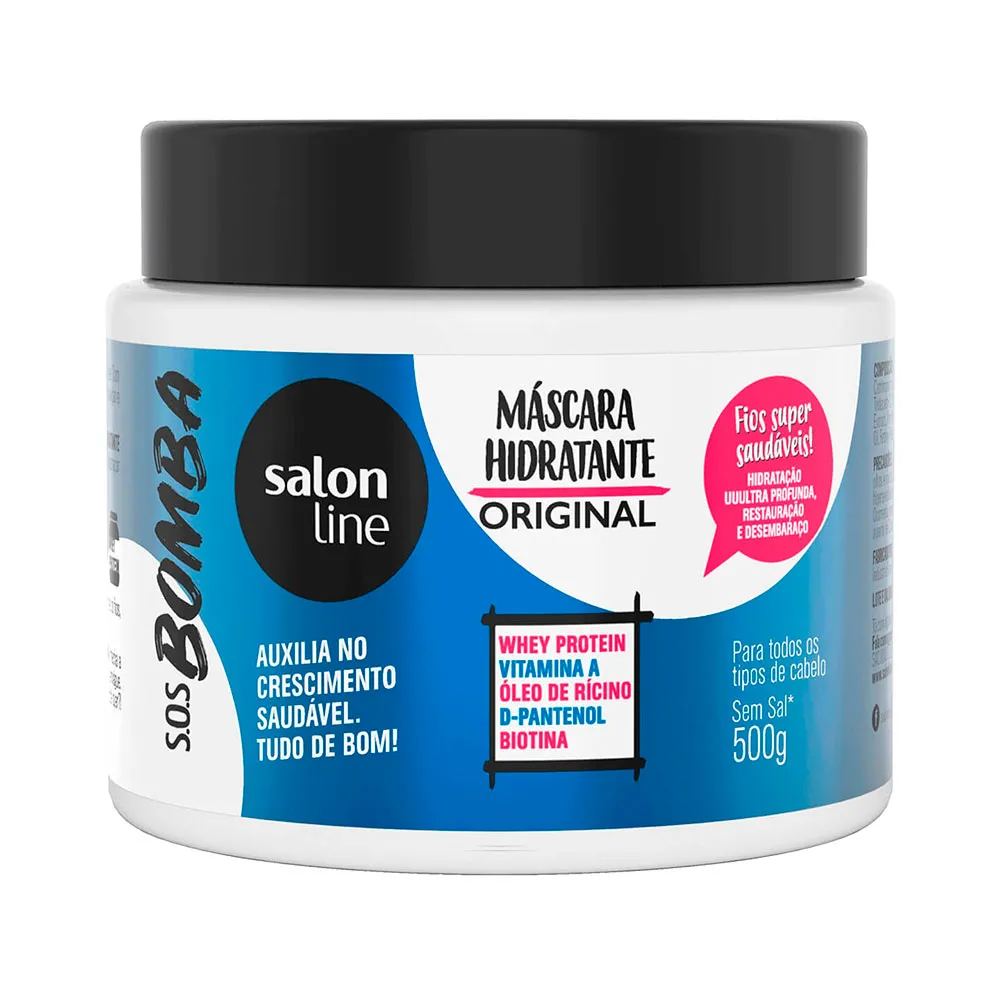 S.O.S BOMBA
salon
line
MÁSCARA
HIDRATANTE
ORIGINAL
Fios super
saudáveis!
HIDRATAÇÃO
UUULTRA PROFUNDA,
RESTAURAÇÃO
E DESEMBARAÇO
AUXILIA NO
CRESCIMENTO
SAUDÁVEL.
TUDO DE BOM!
WHEY PROTEIN
VITAMINA A
ÓLEO DE RÍCINO
D-PANTENOL
BIOTINA
Para todos os
tipos de cabelo
Sem Sal*
500g